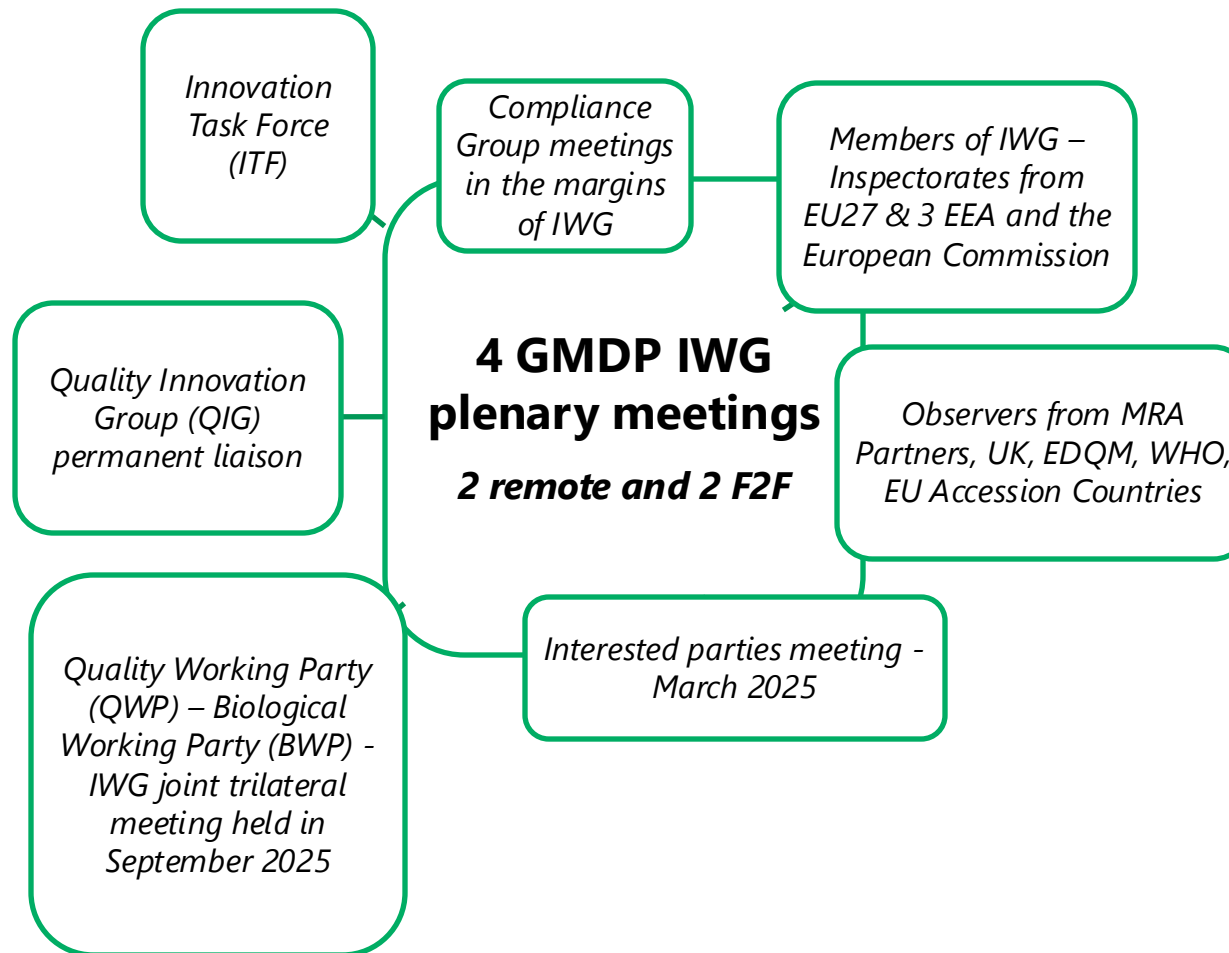 Innovation
Task Force
(ITF)
Compliance
Group meetings
in the margins
of IWG
Members of IWG –
Inspectorates from
EU27 & 3 EEA and the
European Commission
Quality Innovation
Group (QIG)
permanent liaison
4 GMDP IWG
plenary meetings
2 remote and 2 F2F
Observers from MRA
Partners, UK, EDQM, WHO,
EU Accession Countries
Quality Working Party
(QWP) – Biological
Working Party (BWP) -
IWG joint trilateral
meeting held in
September 2025
Interested parties meeting -
March 2025